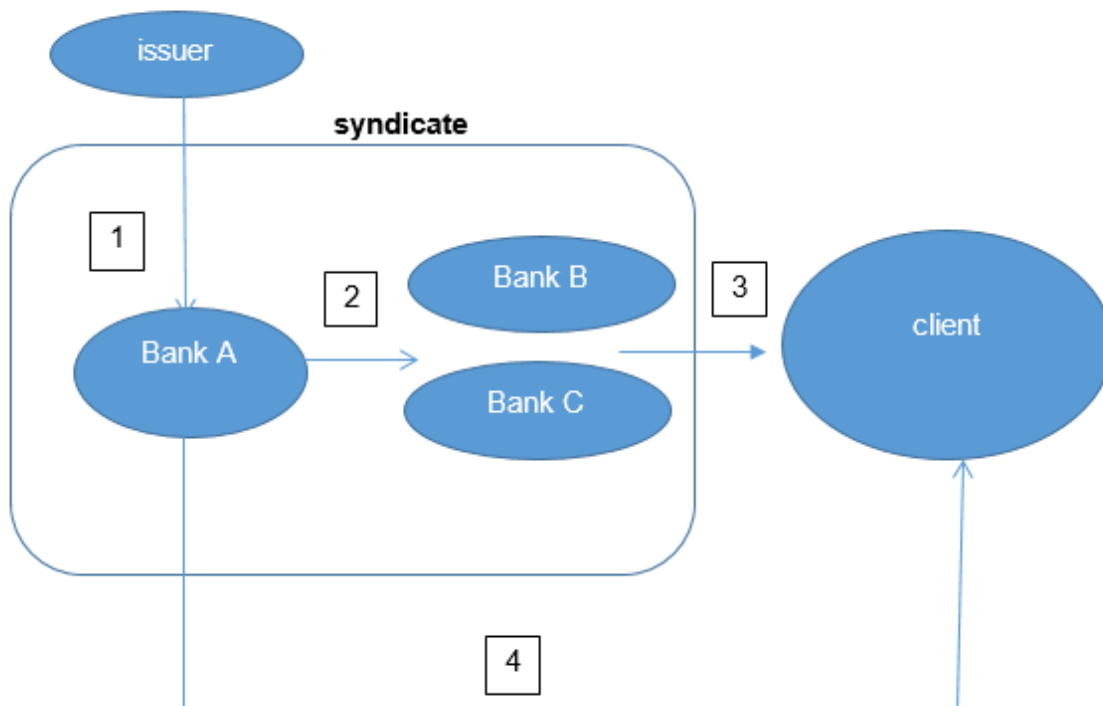 issuer
syndicate
1
2
Bank B
3
Bank A
client
Bank C
4